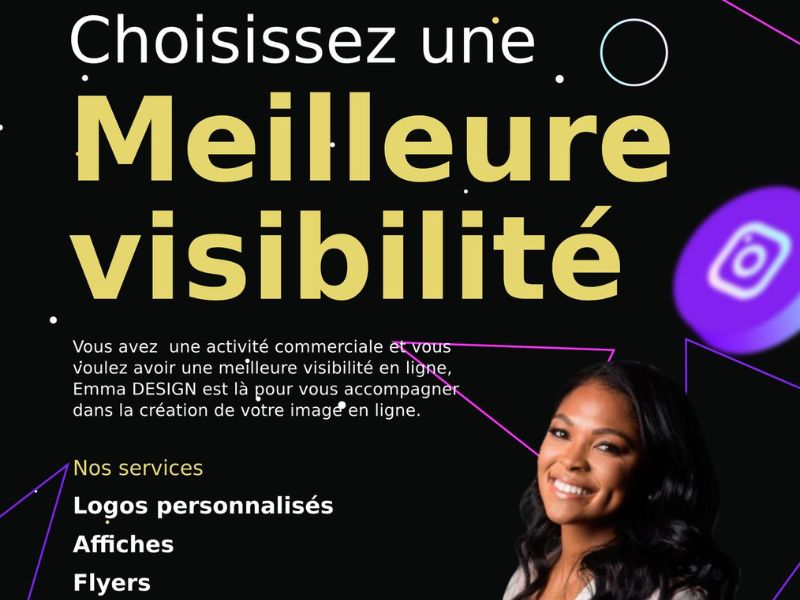 Choisissez une
Meilleure
visibilité
Vous avez  une activité commerciale et vous
voulez avoir une meilleure visibilité en ligne,
Emma DESIGN est là pour vous accompagner
dans la création de votre image en ligne.
Nos services
Logos personnalisés
Affiches
Flyers